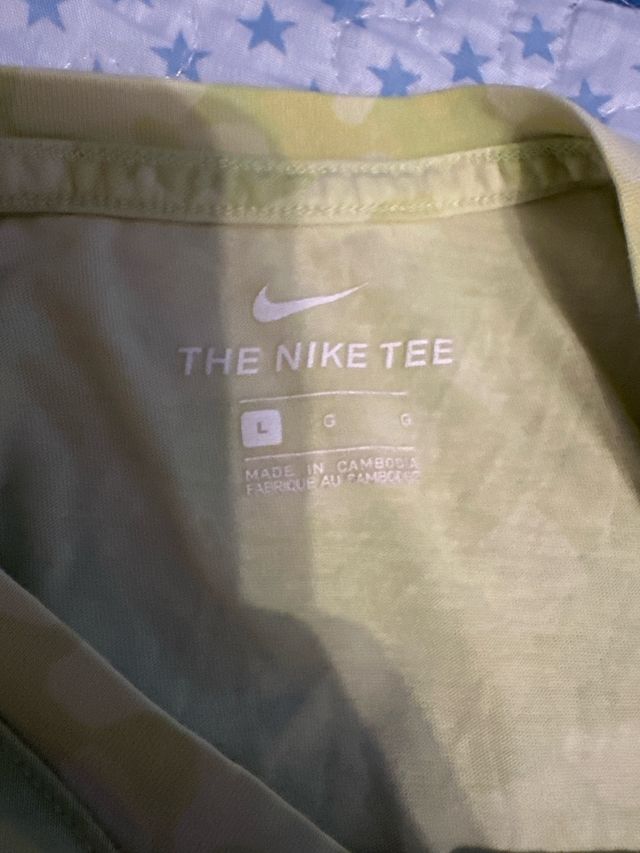 THE NIKE TEE
L G G
MADE IN CAMBODIA
FABRIQUE AU CAMBODGE